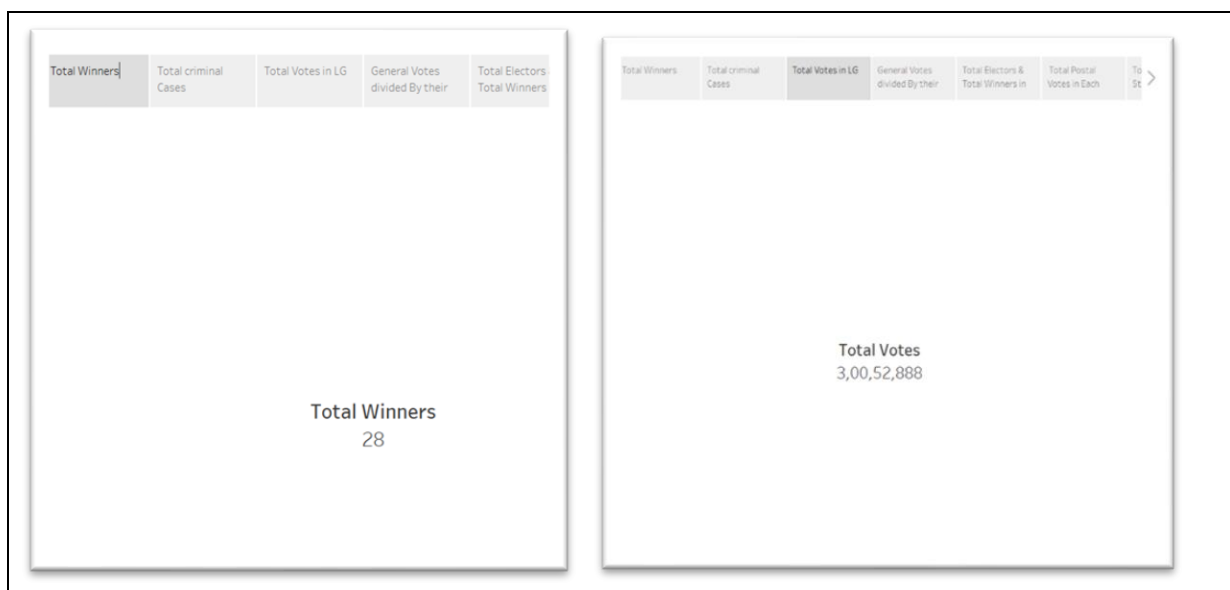 Total Winners
Total criminal
Cases
Total Votes in LG
General Votes
divided By their
Total Electors
Total Winners
Total Winners
28
Total Winners
Total criminal
Cases
Total Votes in LG
General Votes
divided By their
Total Electors &
Total Winners in
Total Postal
Votes in Each
To
St
Total Votes
3,00,52,888